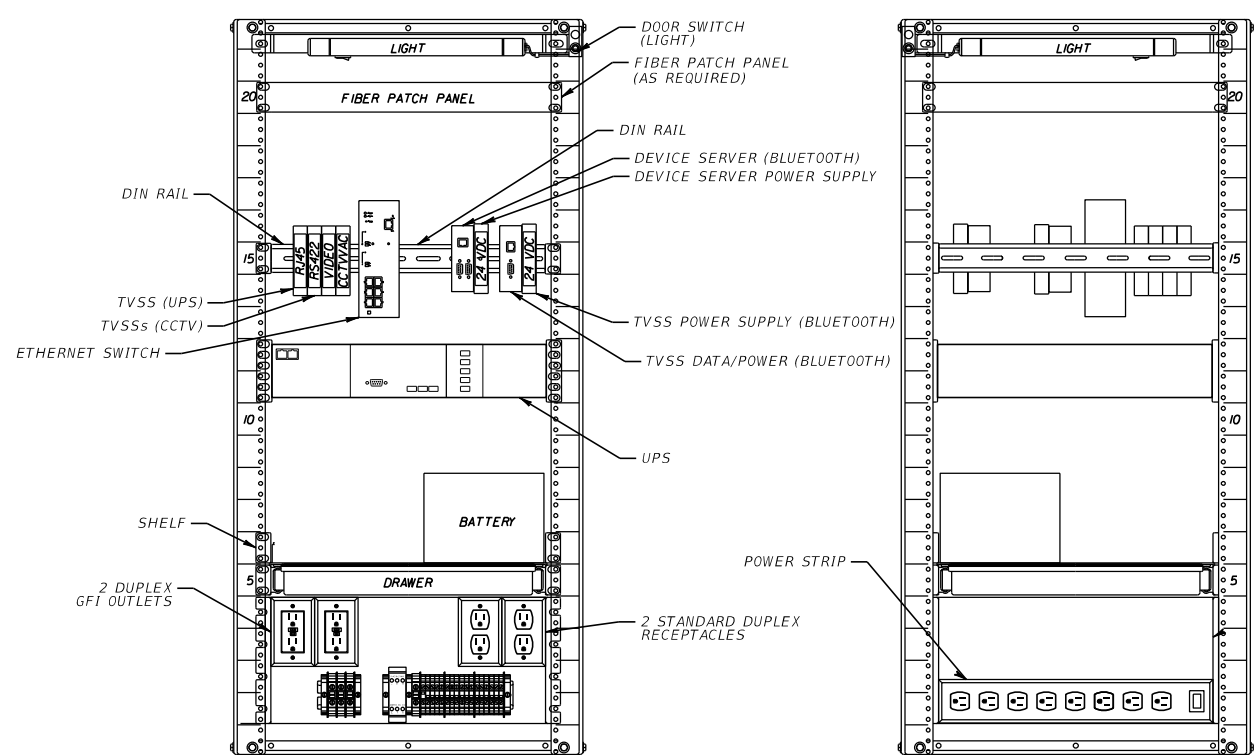 LIGHT
DOOR SWITCH
(LIGHT)
FIBER PATCH PANEL
(AS REQUIRED)
20
FIBER PATCH PANEL
DIN RAIL
DEVICE SERVER (BLUETOOTH)
DEVICE SERVER POWER SUPPLY
DIN RAIL
15
RJ45
RS422
VIDEO
CCTVVAC
24 VDC
24 VDC
TVSS (UPS)
TVSSs (CCTV)
ETHERNET SWITCH
TVSS POWER SUPPLY (BLUETOOTH)
TVSS DATA/POWER (BLUETOOTH)
10
UPS
BATTERY
SHELF
5
DRAWER
2 DUPLEX
GFI OUTLETS
2 STANDARD DUPLEX
RECEPTACLES
LIGHT
20
15
10
POWER STRIP
5